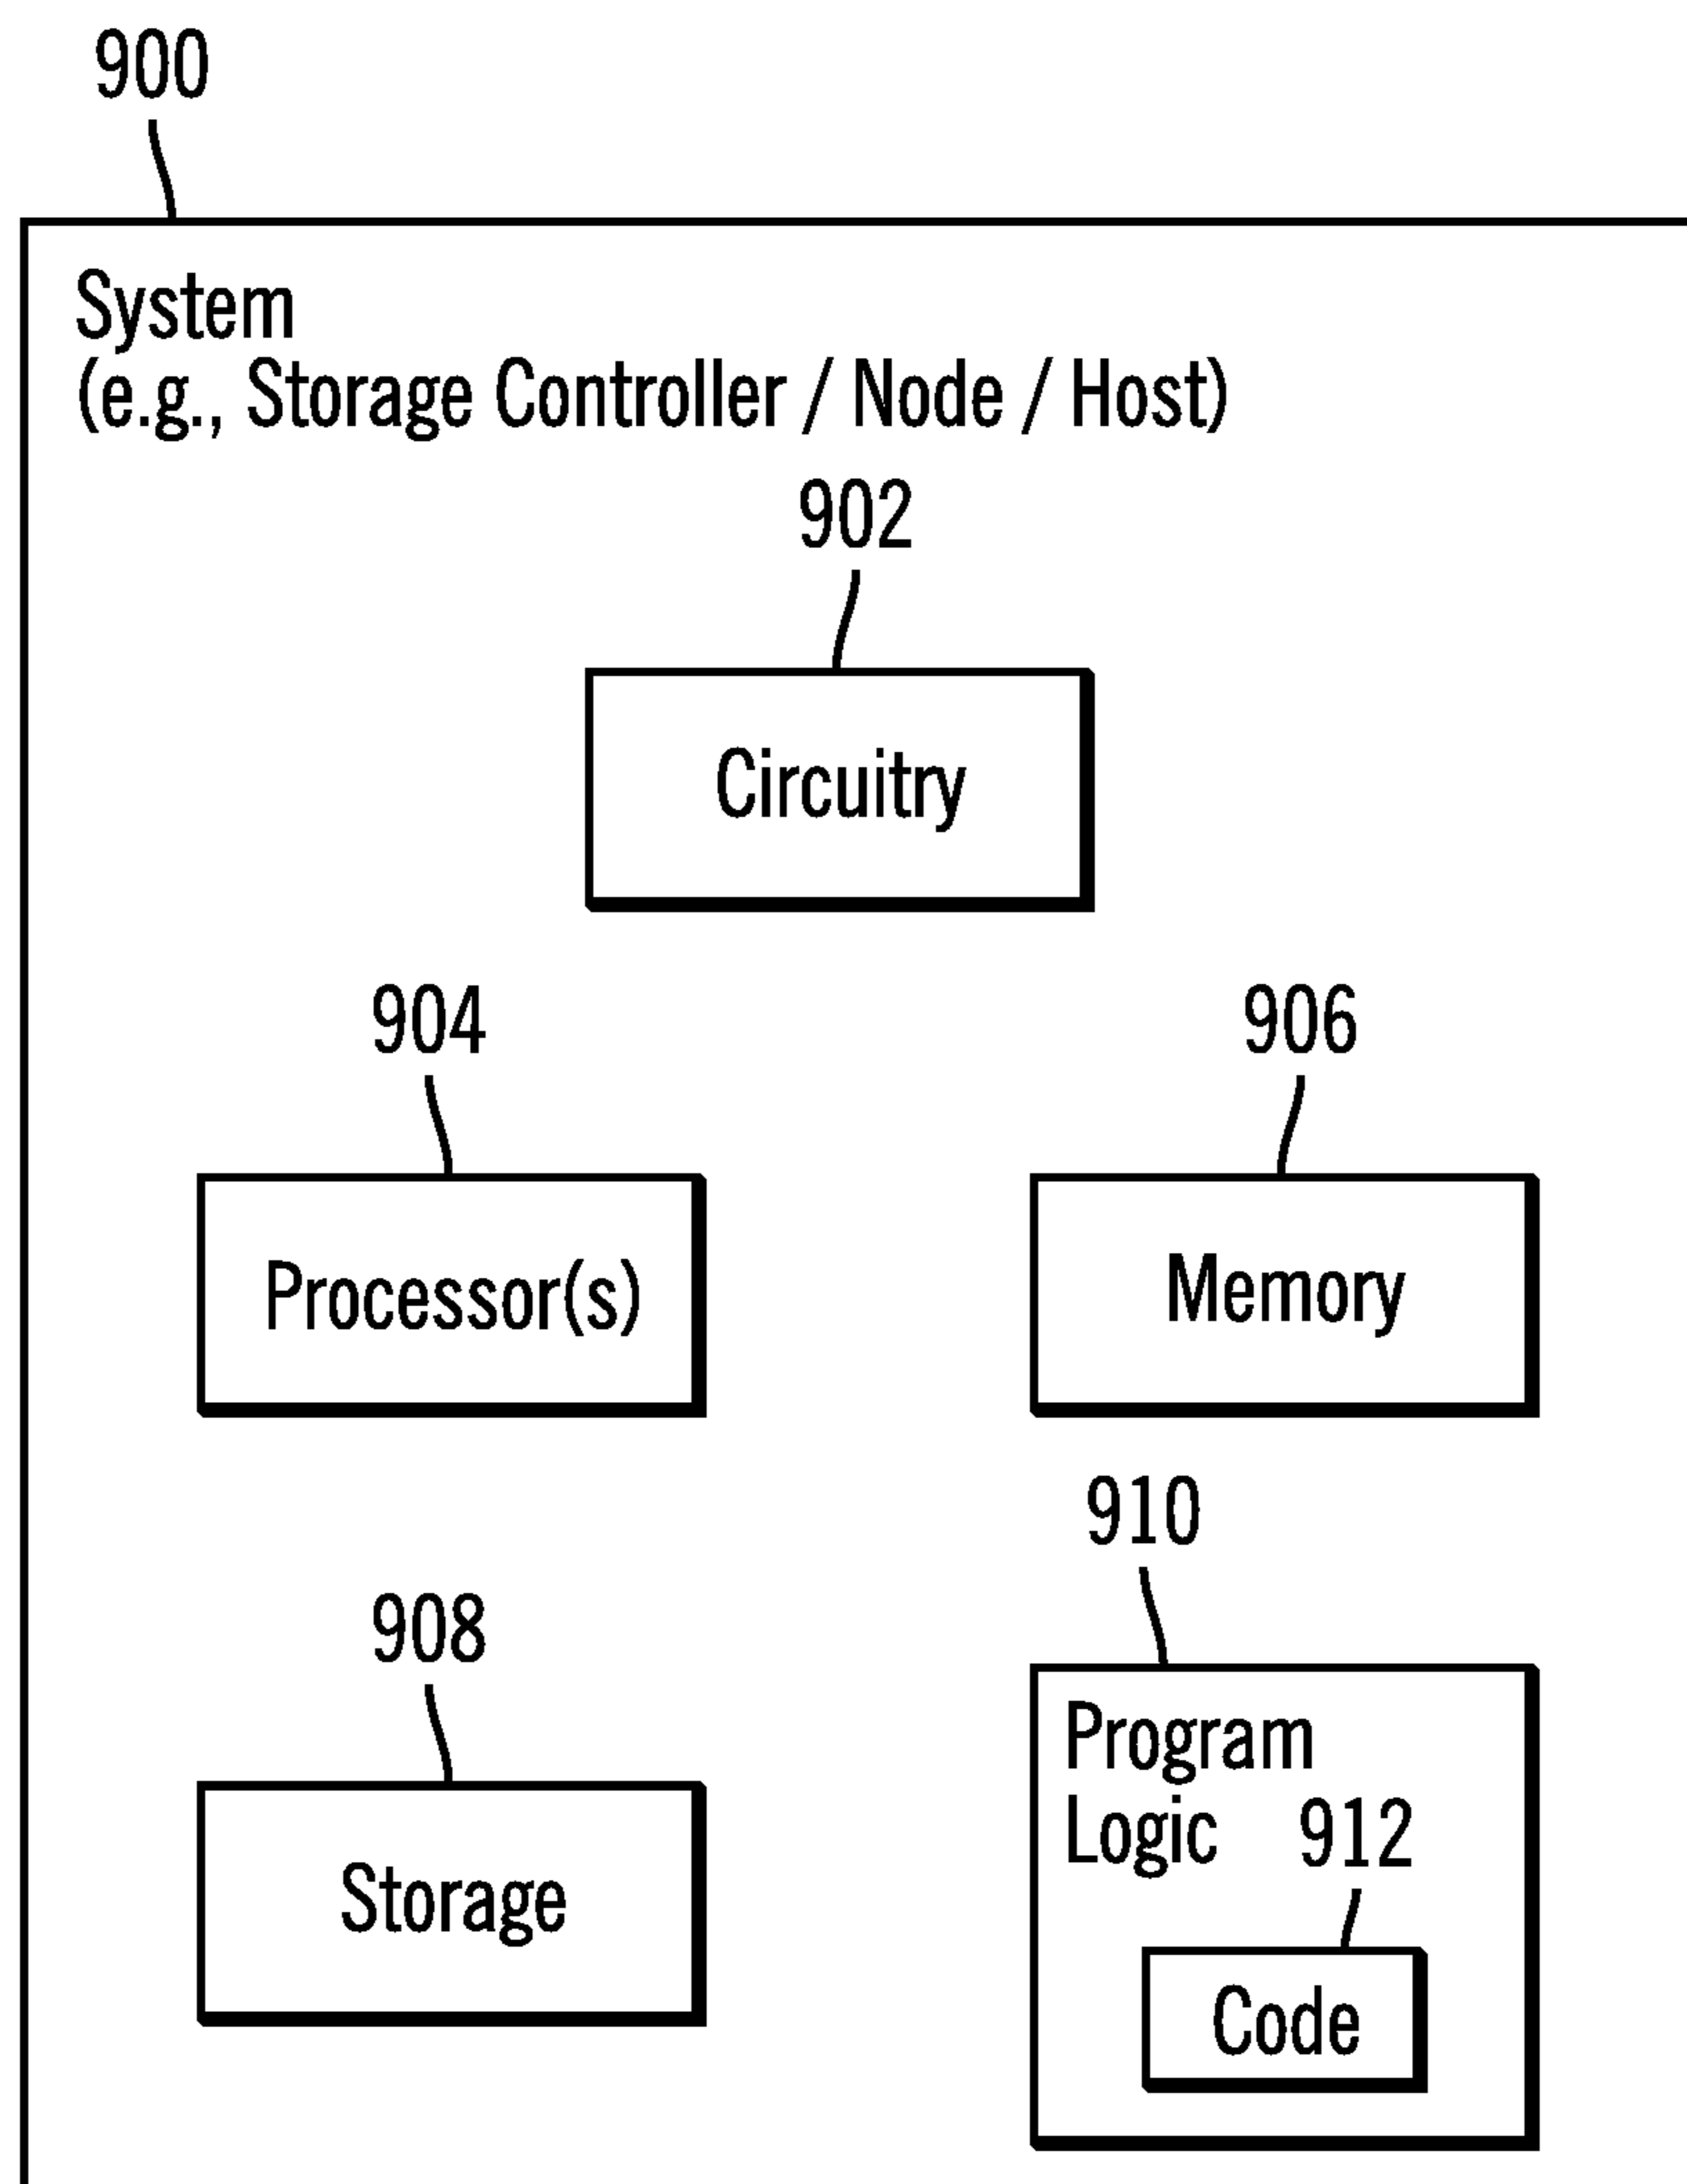 900
System
(e.g., Storage Controller / Node / Host)
902
Circuitry
904
906
Processor(s)
Memory
910
908
Program
Logic
912
Storage
Code